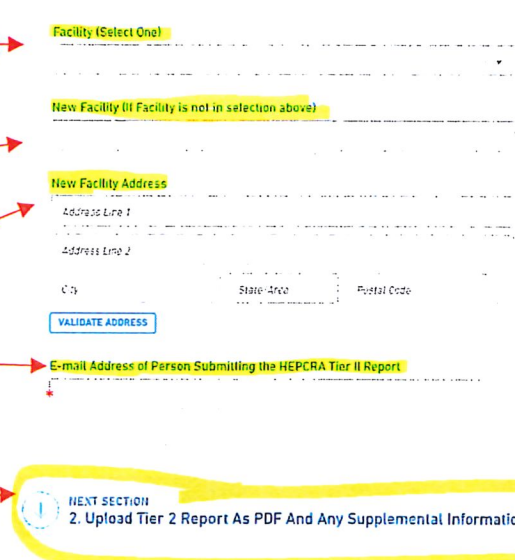 Facility (Select One)
New Facility (If Facility is not in selection above)
New Facility Address
Address Line 1
Address Line 2
City State/Area Postal Code
VALIDATE ADDRESS
E-mail Address of Person Submitting the HEPCRA Tier II Report
*
NEXT SECTION
2. Upload Tier 2 Report As PDF And Any Supplemental Informatio